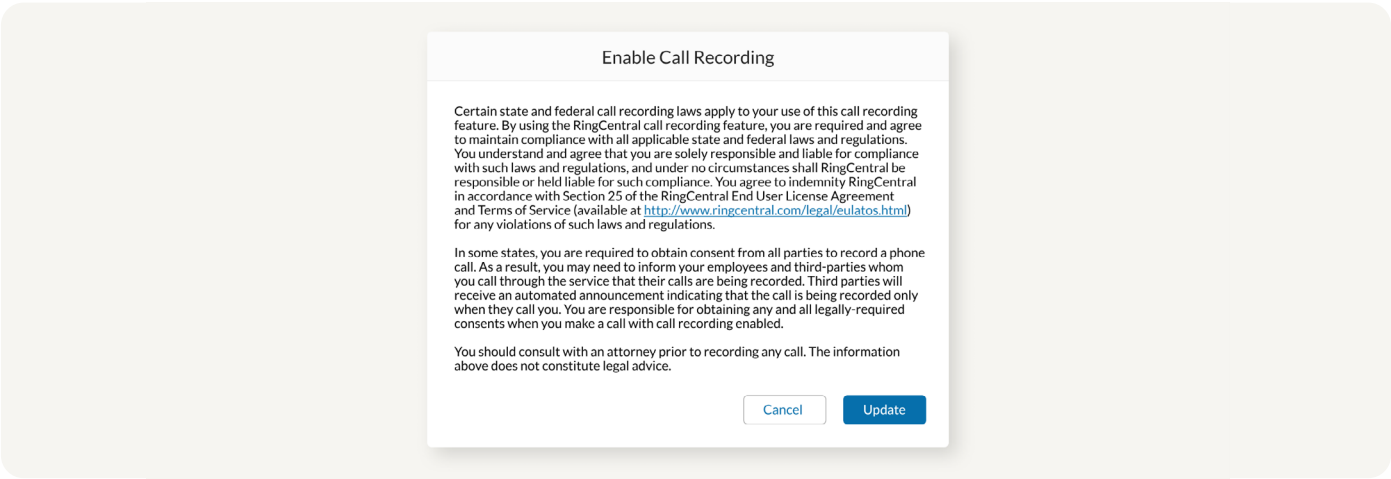 Enable Call Recording
Certain state and federal call recording laws apply to your use of this call recording
feature. By using the RingCentral call recording feature, you are required and agree
to maintain compliance with all applicable state and federal laws and regulations.
You understand and agree that you are solely responsible and liable for compliance
with such laws and regulations, and under no circumstances shall RingCentral be
responsible or held liable for such compliance. You agree to indemnity RingCentral
in accordance with Section 25 of the RingCentral End User License Agreement
and Terms of Service (available at http://www.ringcentral.com/legal/eulatos.html)
for any violations of such laws and regulations.
In some states, you are required to obtain consent from all parties to record a phone
call. As a result, you may need to inform your employees and third-parties whom
you call through the service that their calls are being recorded. Third parties will
receive an automated announcement indicating that the call is being recorded only
when they call you. You are responsible for obtaining any and all legally-required
consents when you make a call with call recording enabled.
You should consult with an attorney prior to recording any call. The information
above does not constitute legal advice.
Cancel
Update